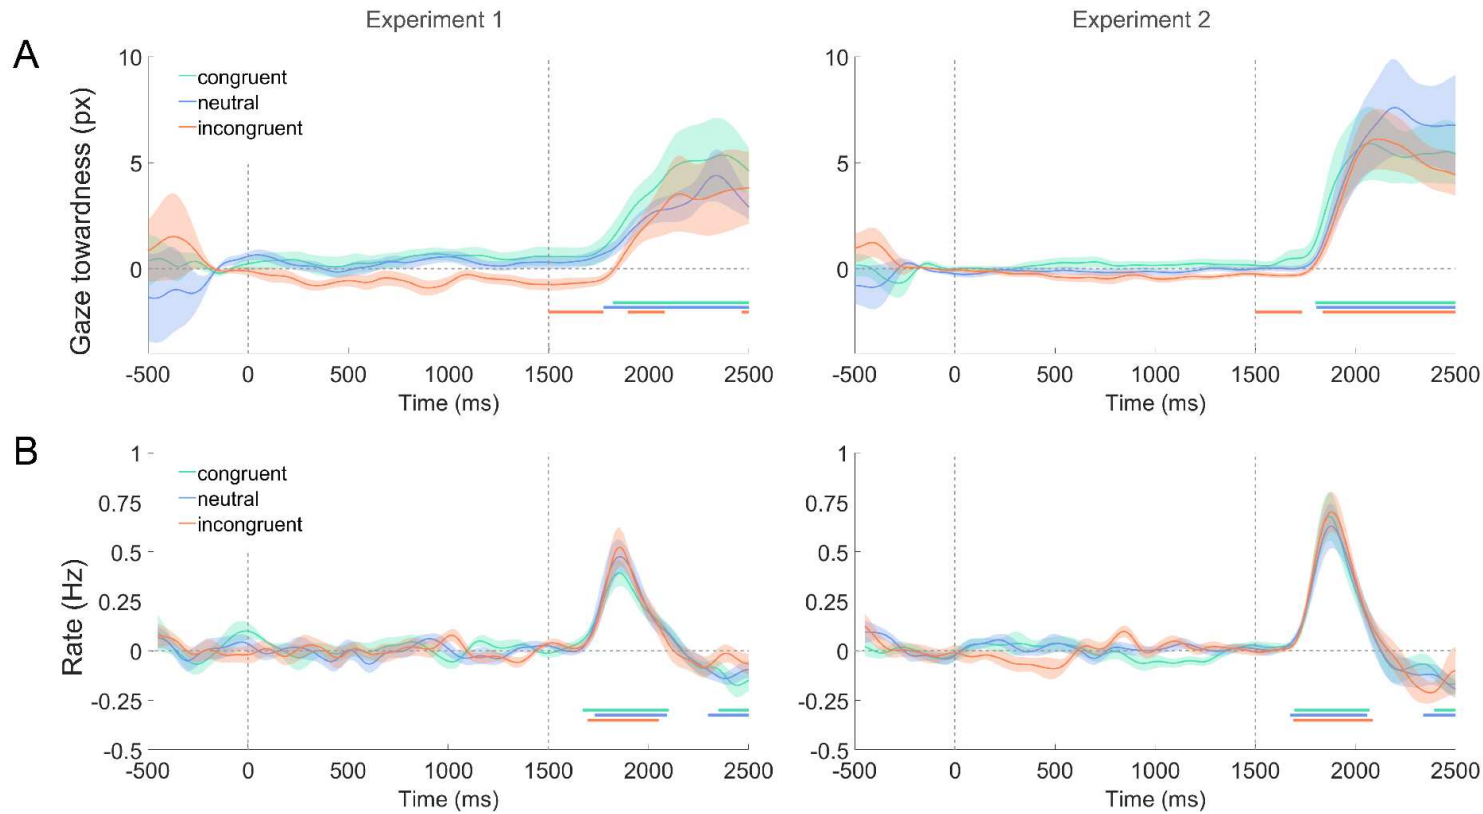 Experiment 1
Experiment 2
A
Gaze towardness (px)
10
5
0
congruent
neutral
incongruent
-500 0 500 1000 1500 2000 2500
Time (ms)
10
5
0
-500 0 500 1000 1500 2000 2500
Time (ms)
B
Rate (Hz)
1
0.75
0.5
0.25
0
-0.25
-0.5
congruent
neutral
incongruent
-500 0 500 1000 1500 2000 2500
Time (ms)
1
0.75
0.5
0.25
0
-0.25
-0.5
-500 0 500 1000 1500 2000 2500
Time (ms)